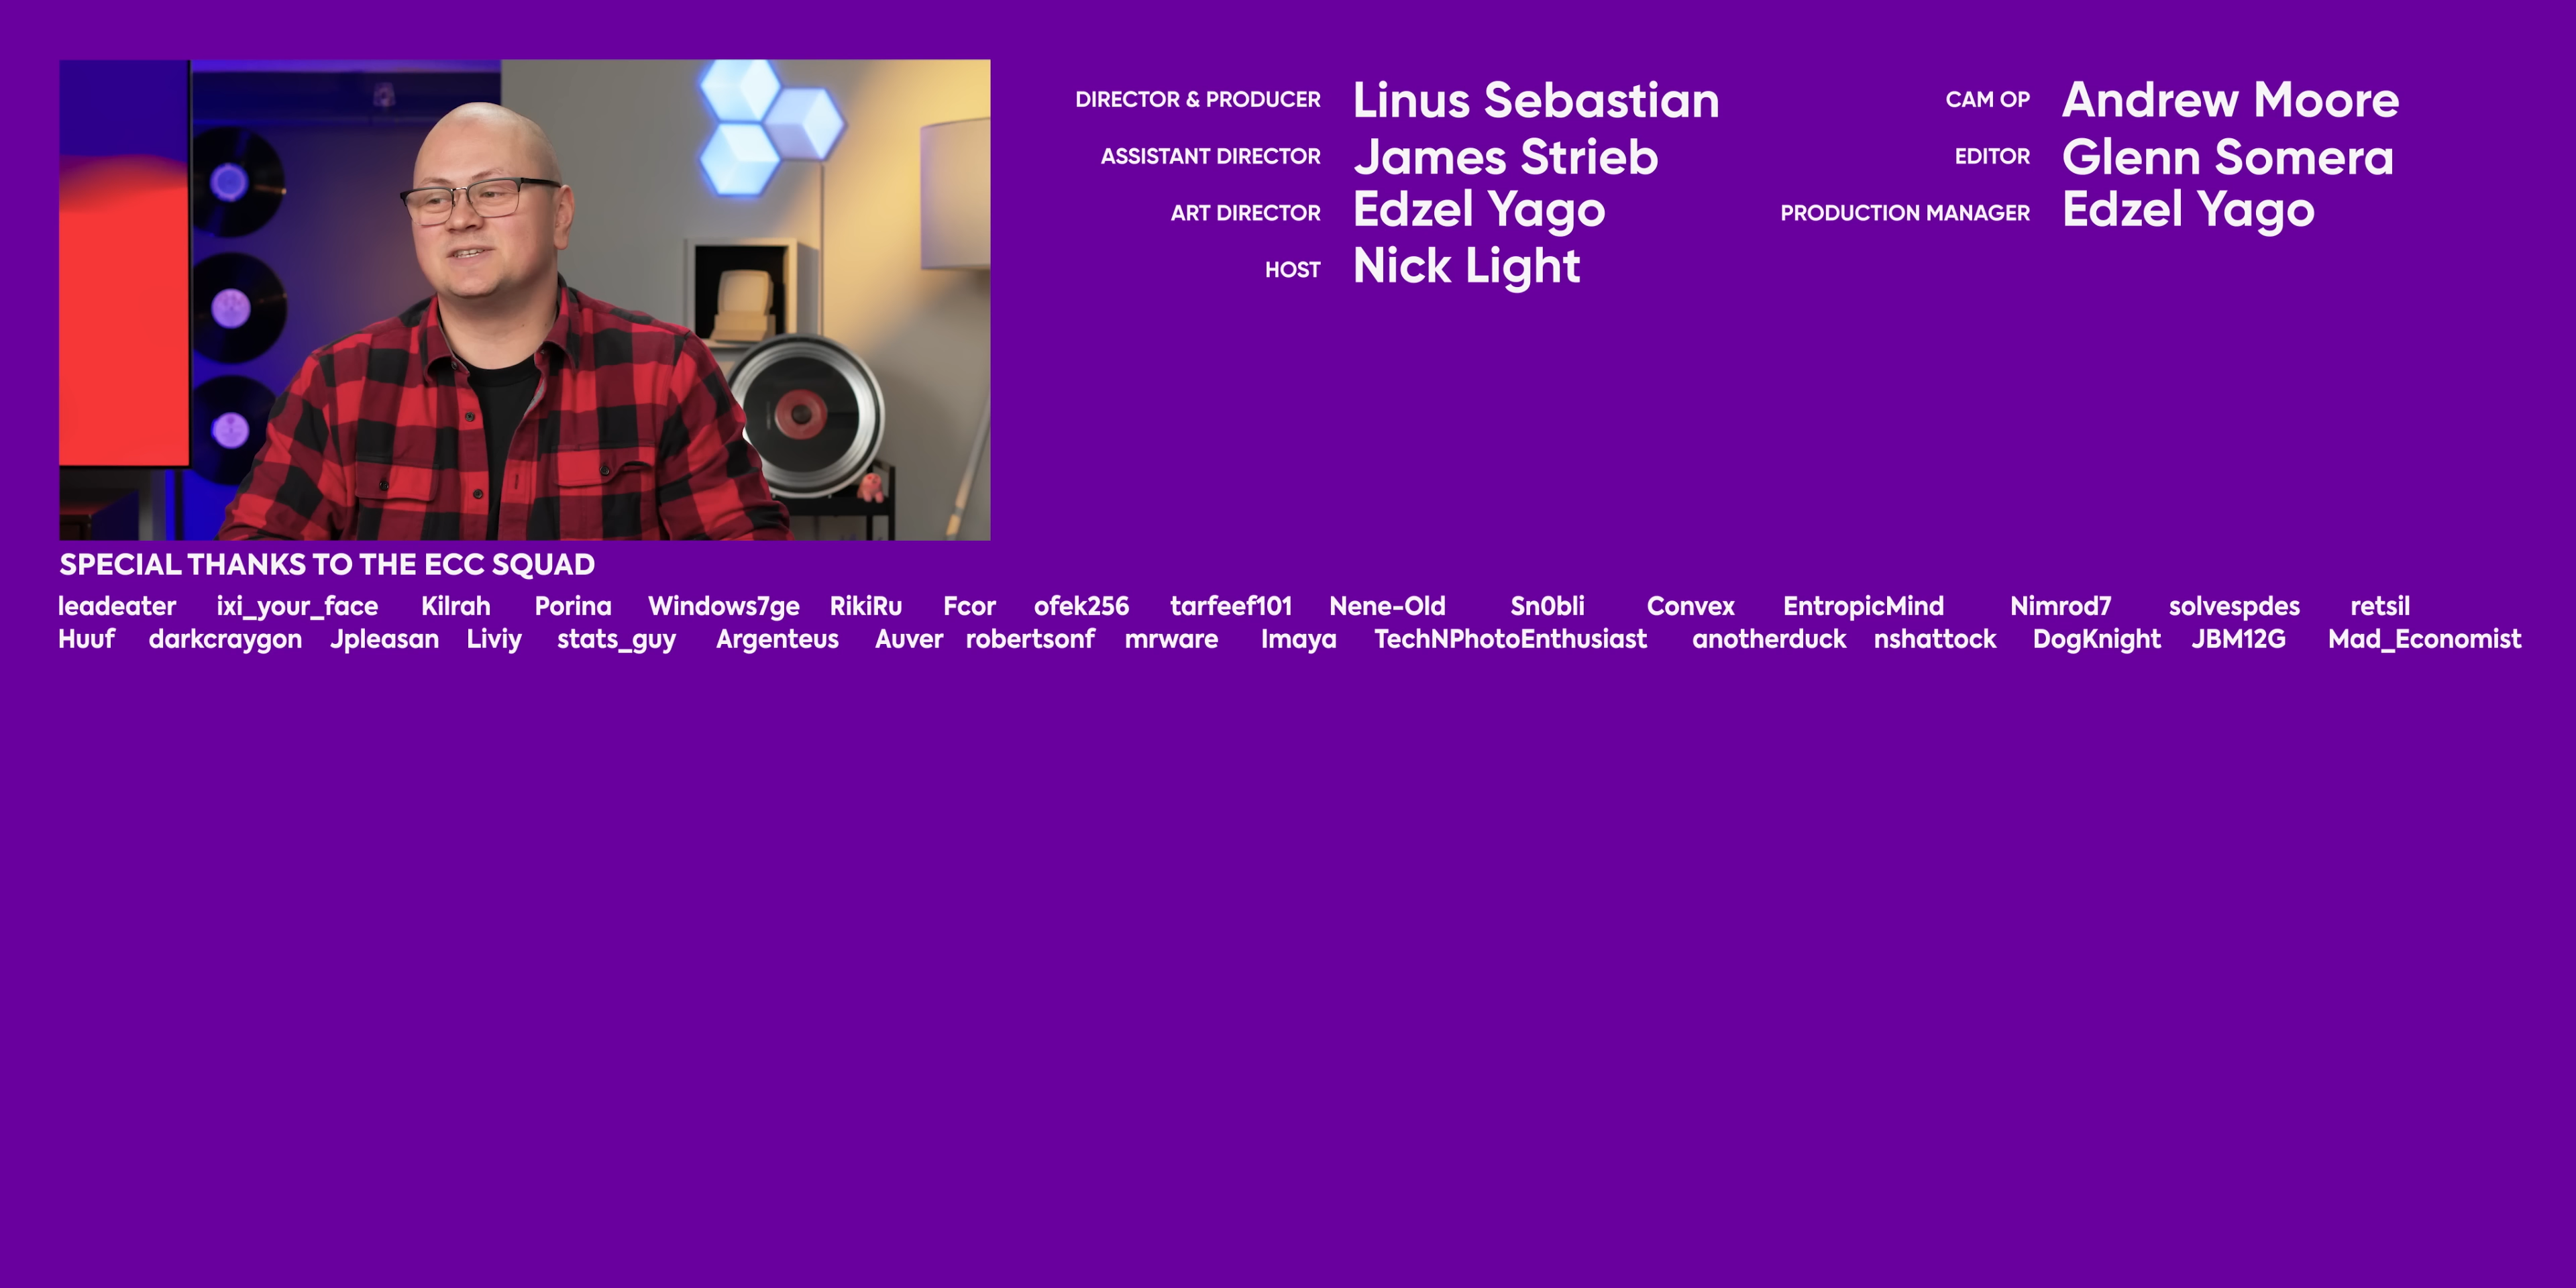 DIRECTOR & PRODUCER Linus Sebastian
ASSISTANT DIRECTOR James Strieb
ART DIRECTOR Edzel Yago
HOST Nick Light
CAM OP Andrew Moore
EDITOR Glenn Somera
PRODUCTION MANAGER Edzel Yago
SPECIAL THANKS TO THE ECC SQUAD
leadeater ixi_your_face Kilrah Porina Windows7ge RikiRu Fcor ofek256 tarfeef101 Nene-Old Sn0bli Convex EntropicMind Nimrod7 solvespdes retsil
Huuf darkcraygon Jpleasan Liviy stats_guy Argenteus Auver robertsonf mrware Imaya TechNPhotoEnthusiast anotherduck nshattock DogKnight JBM12G Mad_Economist